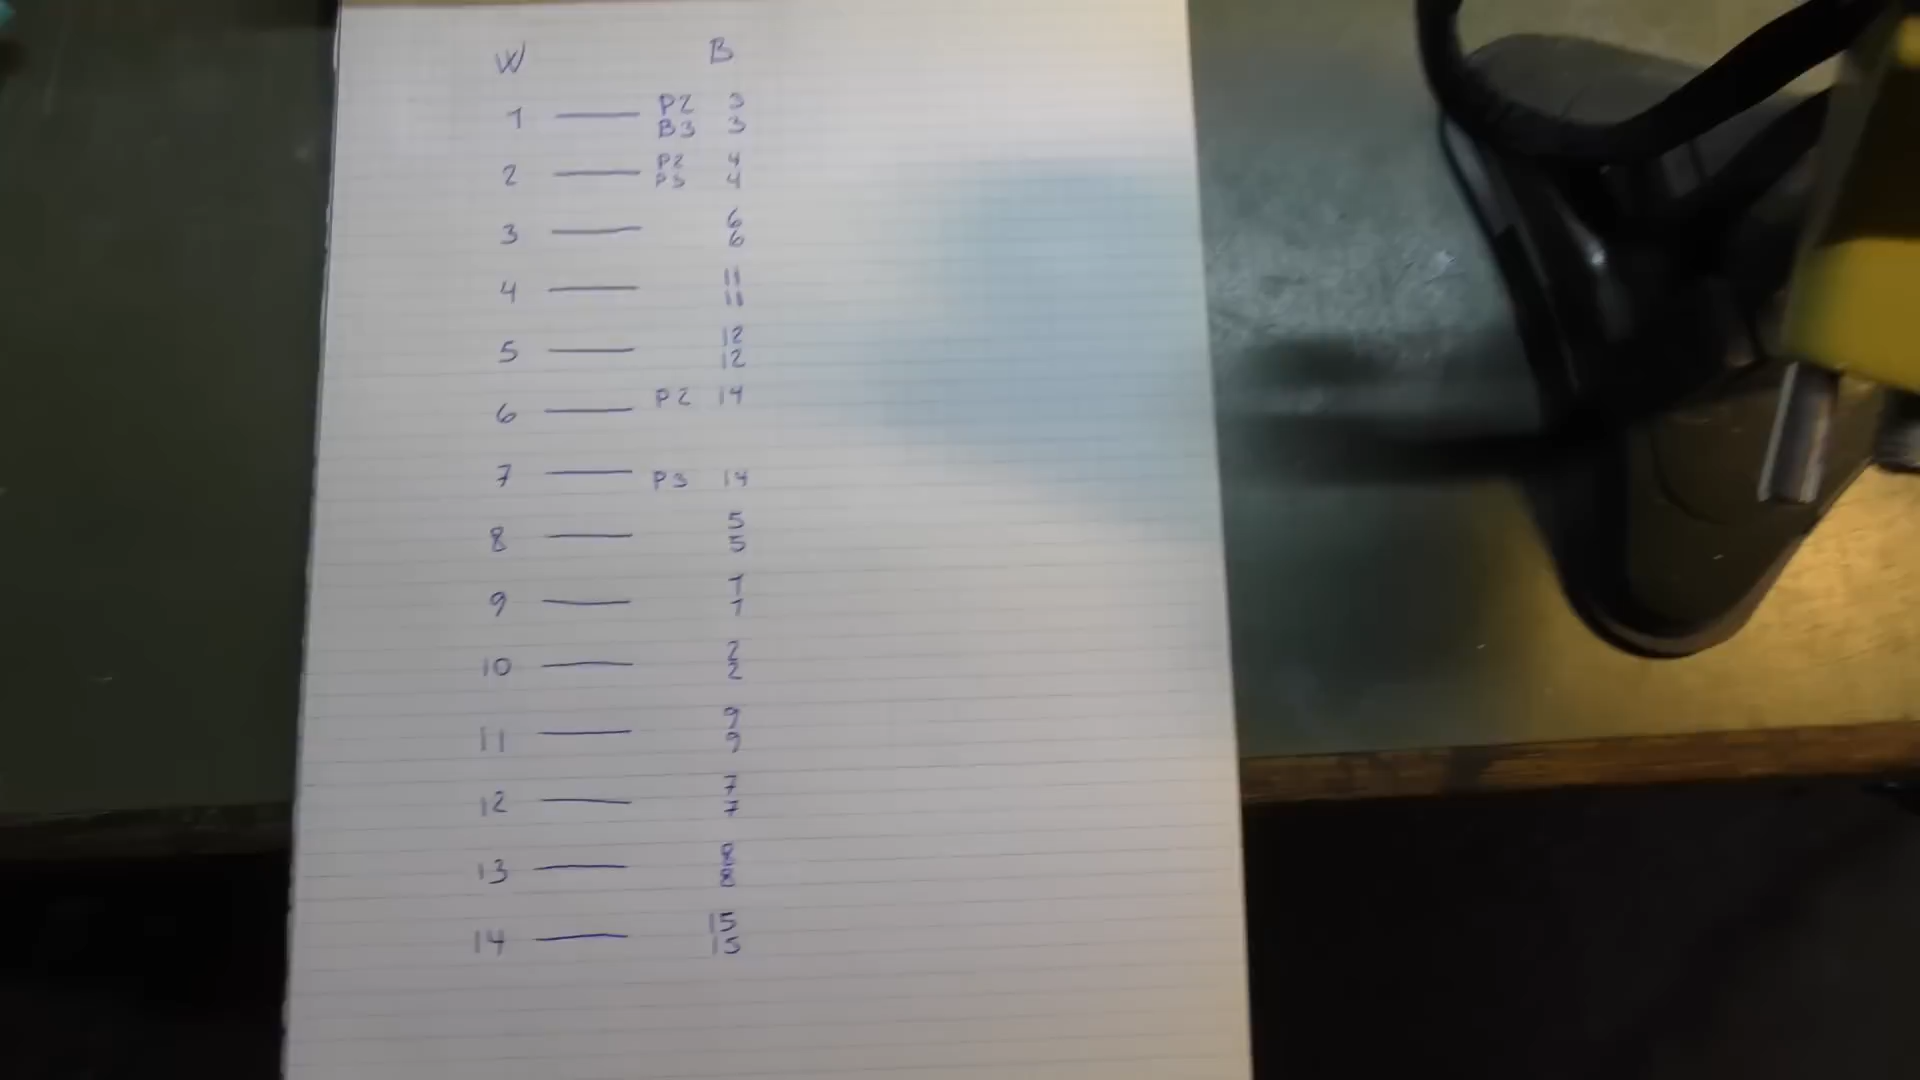 W B
1 — P2 3
B3 3
2 — P2 4
P3 4
3 — 6
6
4 — 11
11
5 — 12
12
6 — P2 14
7 — P3 14
8 — 5
5
9 — 1
1
10 — 2
2
11 — 9
9
12 — 7
7
13 — 8
8
14 — 15
15